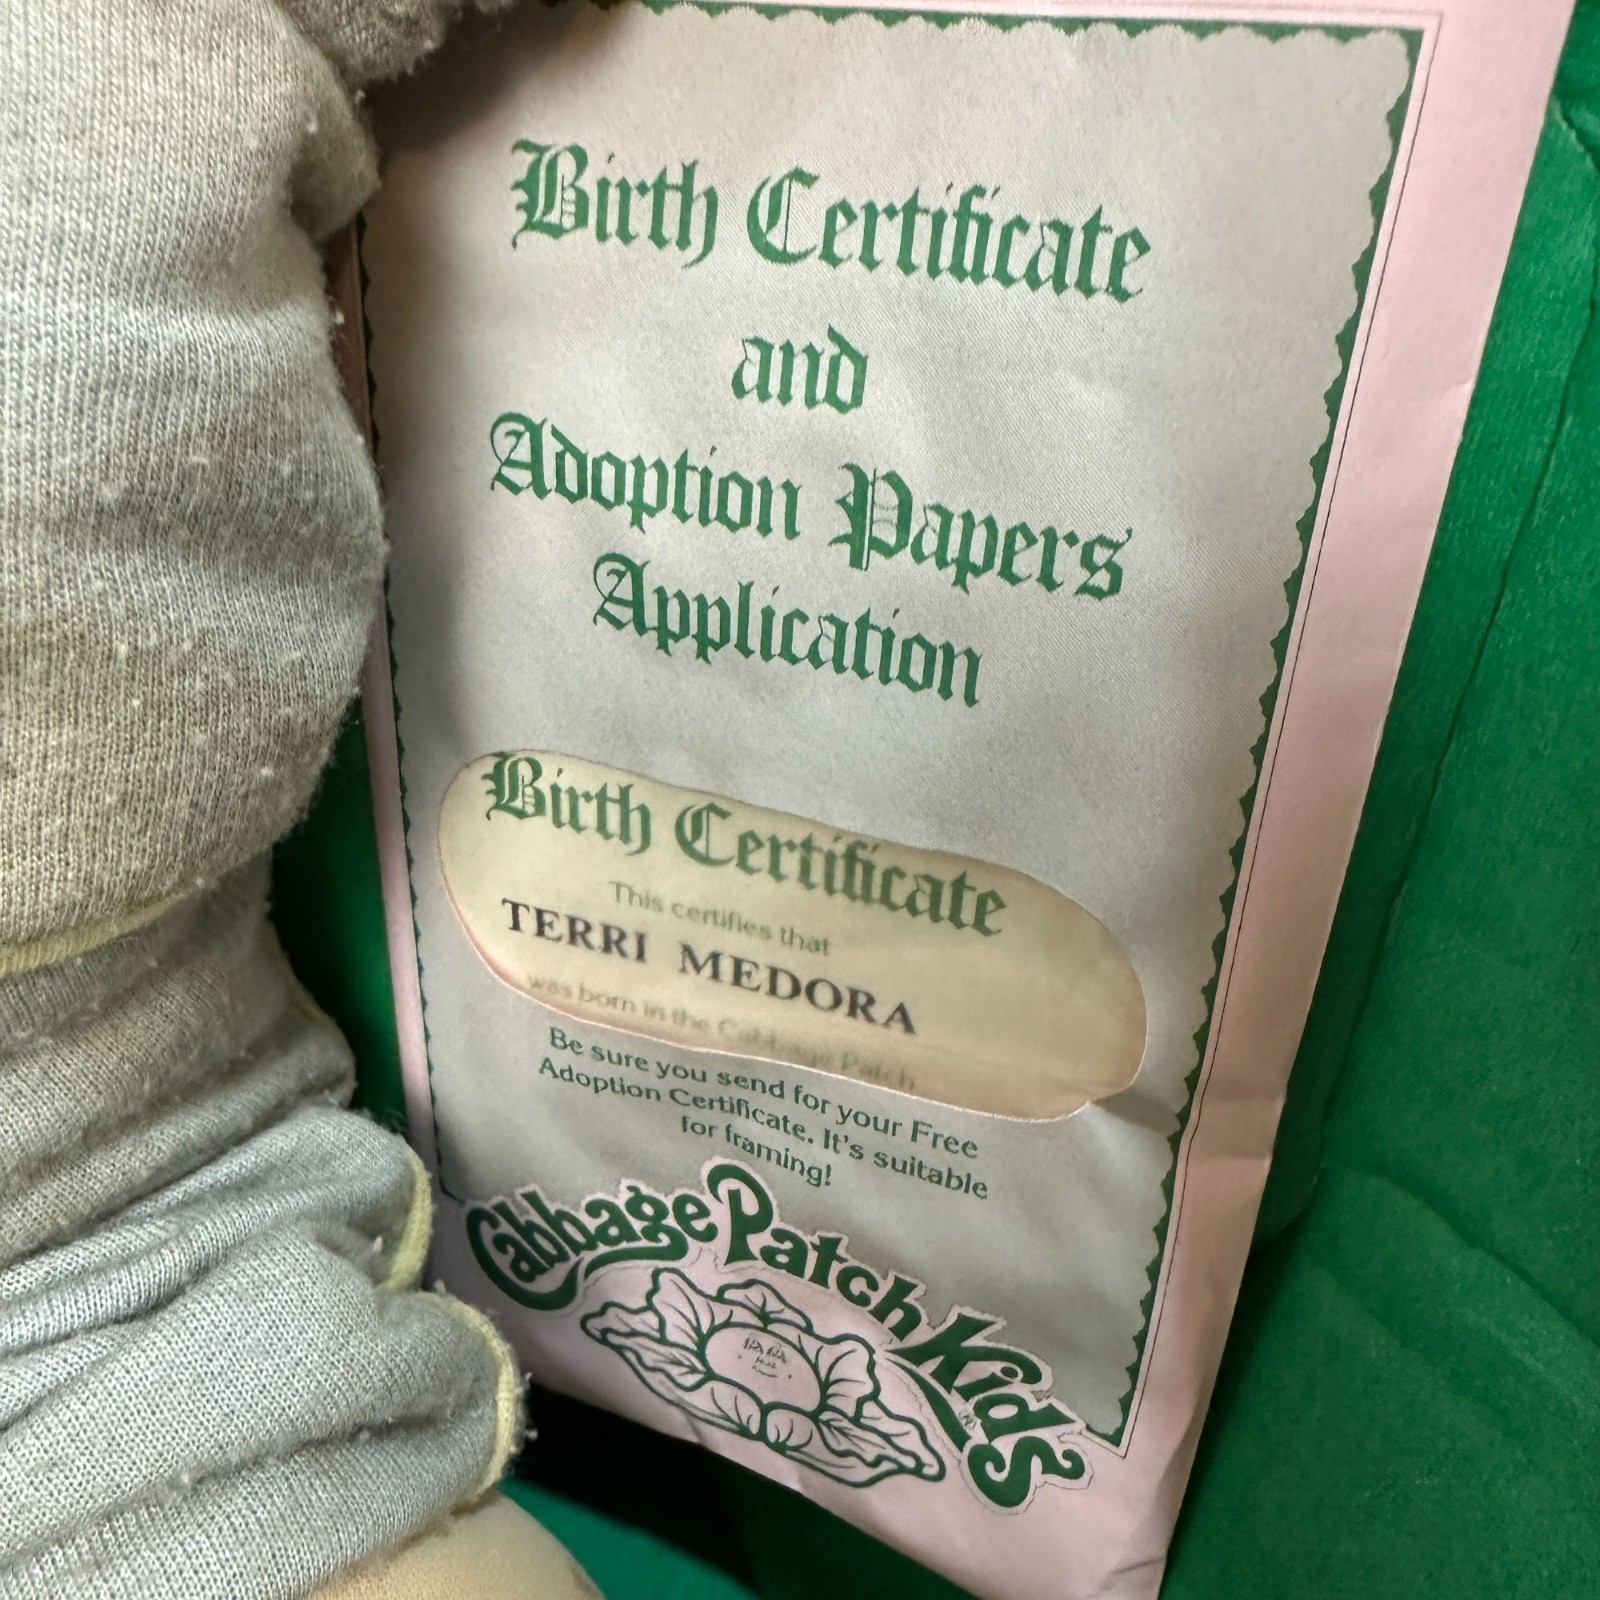 Birth Certificate
and
Adoption Papers
Application
Birth Certificate
This certifies that
TERRI MEDORA
was born in the Cabbage Patch
Be sure you send for your Free
Adoption Certificate. It's suitable
for framing!
Cabbage Patch Kids